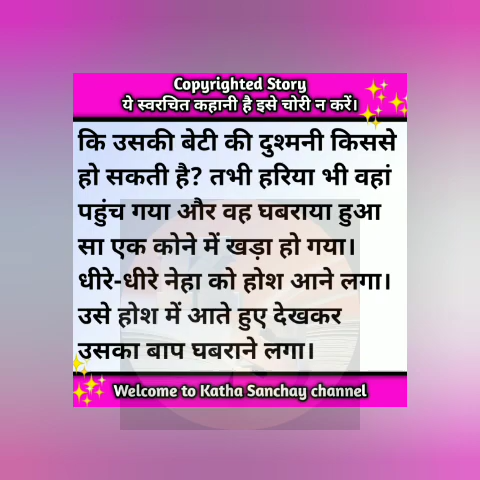 Copyrighted Story
ये स्वरचित कहानी है इसे चोरी न करें।
कि उसकी बेटी की दुश्मनी किससे
हो सकती है? तभी हरिया भी वहां
पहुंच गया और वह घबराया हुआ
सा एक कोने में खड़ा हो गया।
धीरे-धीरे नेहा को होश आने लगा।
उसे होश में आते हुए देखकर
उसका बाप घबराने लगा।
Welcome to Katha Sanchay channel